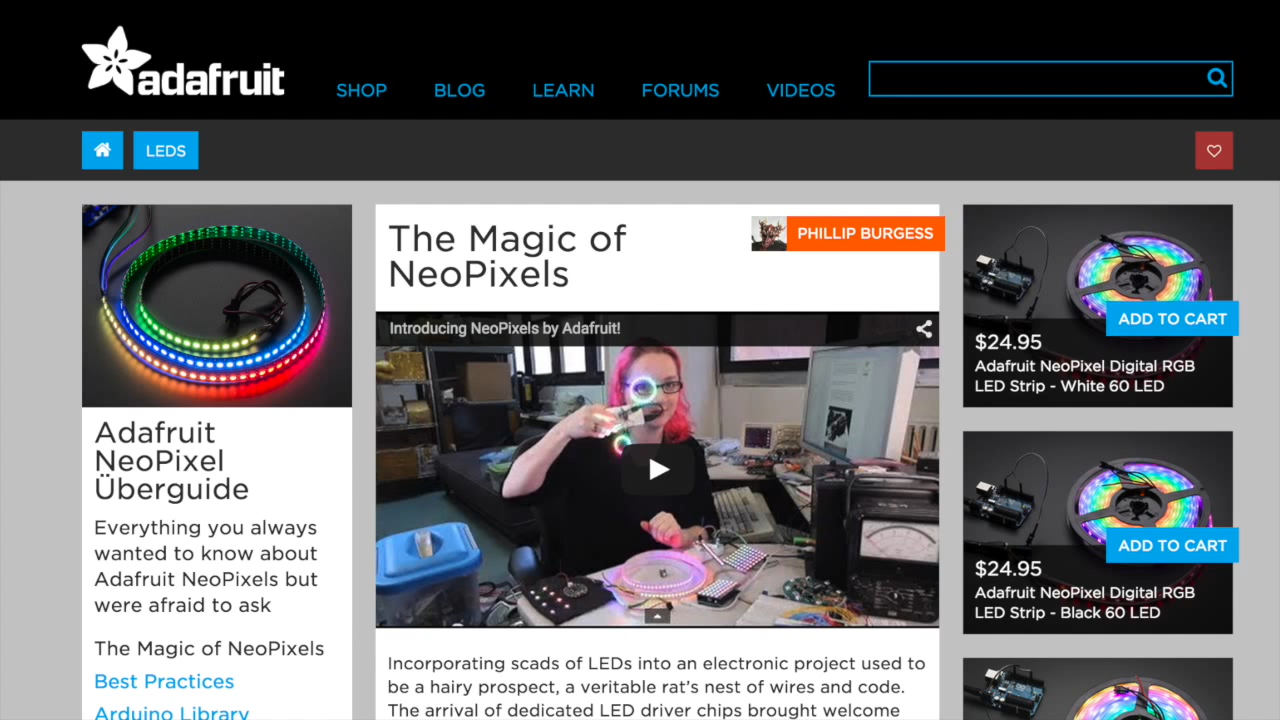 adafruit
SHOP
BLOG
LEARN
FORUMS
VIDEOS
LEDS
Adafruit
NeoPixel
Überguide
Everything you always
wanted to know about
Adafruit NeoPixels but
were afraid to ask
The Magic of NeoPixels
Best Practices
Arduino Library
The Magic of
NeoPixels
PHILLIP BURGESS
Introducing NeoPixels by Adafruit!
Incorporating scads of LEDs into an electronic project used to
be a hairy prospect, a veritable rat’s nest of wires and code.
The arrival of dedicated LED driver chips brought welcome
ADD TO CART
$24.95
Adafruit NeoPixel Digital RGB
LED Strip - White 60 LED
ADD TO CART
$24.95
Adafruit NeoPixel Digital RGB
LED Strip - Black 60 LED